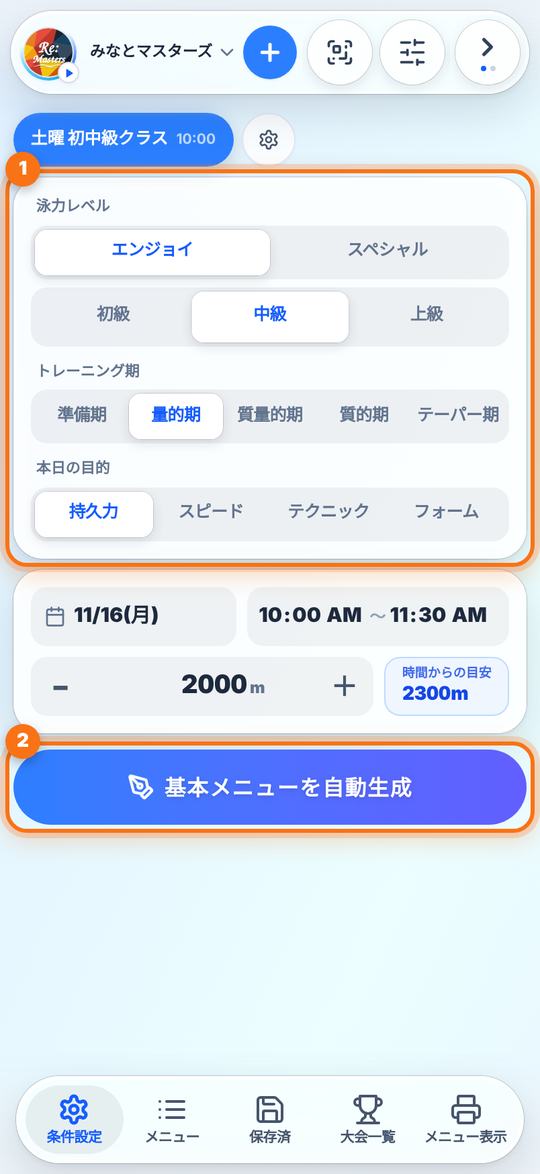 Re:
Masters
みなとマスターズ
土曜 初中級クラス 10:00
1
泳力レベル
エンジョイ スペシャル
初級 中級 上級
トレーニング期
準備期 量的期 質量的期 質的期 テーパー期
本日の目的
持久力 スピード テクニック フォーム
11/16(月) 10:00 AM ～ 11:30 AM
時間からの目安
− 2000 m + 2300m
2
基本メニューを自動生成
条件設定 メニュー 保存済 大会一覧 メニュー表示